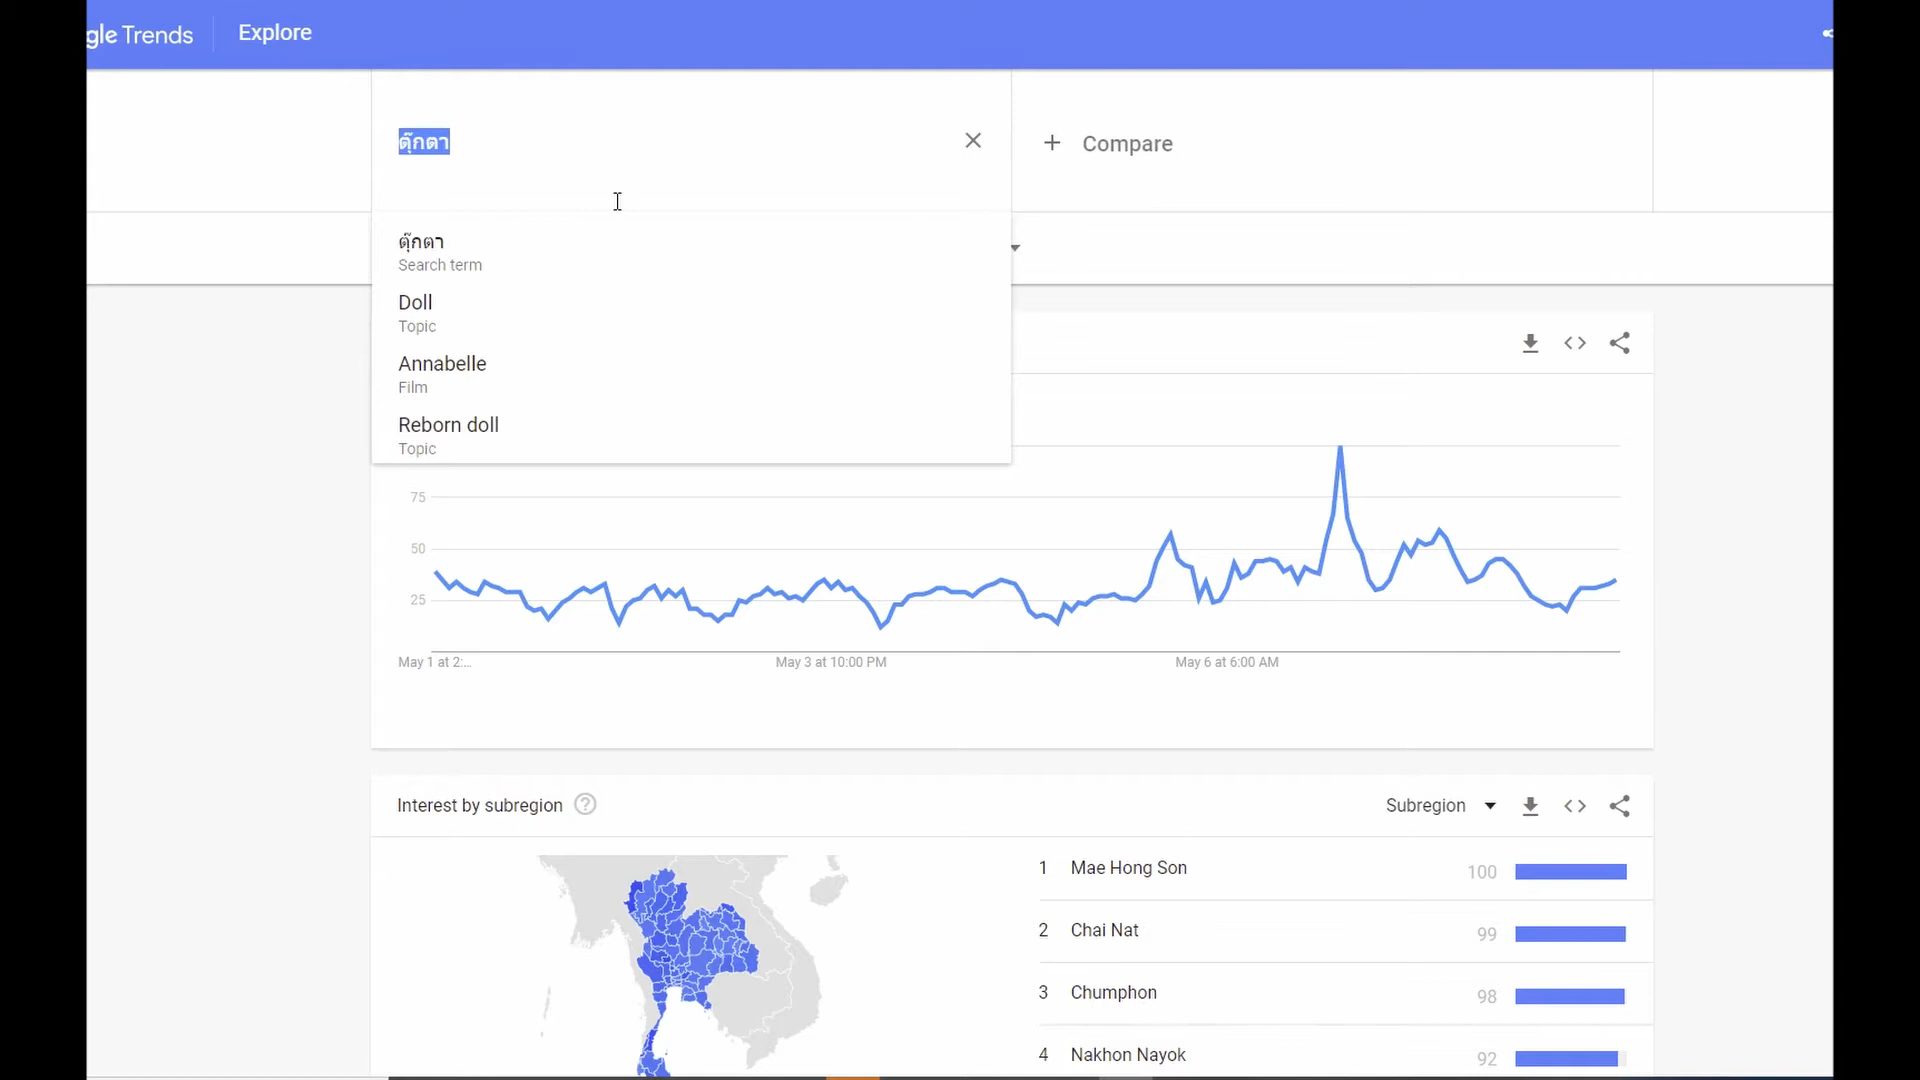 gle Trends
Explore
ตุ๊กตา
Compare
ตุ๊กตา
Search term
Doll
Topic
Annabelle
Film
Reborn doll
Topic
75
50
25
May 1 at 2:...
May 3 at 10:00 PM
May 6 at 6:00 AM
Interest by subregion
Subregion
1 Mae Hong Son 100
2 Chai Nat 99
3 Chumphon 98
4 Nakhon Nayok 92